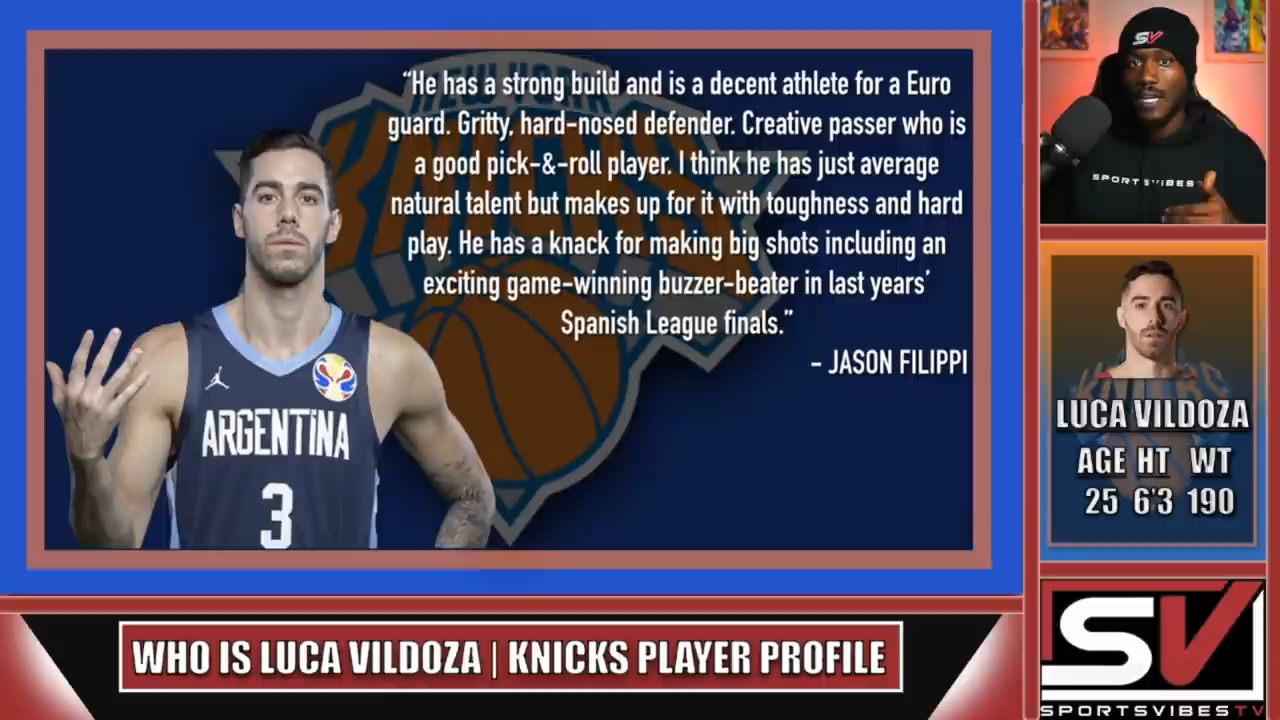 NEW YORK
KNICKS
“He has a strong build and is a decent athlete for a Euro
guard. Gritty, hard-nosed defender. Creative passer who is
a good pick-&-roll player. I think he has just average
natural talent but makes up for it with toughness and hard
play. He has a knack for making big shots including an
exciting game-winning buzzer-beater in last years’
Spanish League finals.”
– JASON FILIPPI
ARGENTINA
3
SV
SPORTSVIBES
LUCA VILDOZA
AGE HT WT
25 6'3 190
WHO IS LUCA VILDOZA | KNICKS PLAYER PROFILE
SV
SPORTSVIBESTV